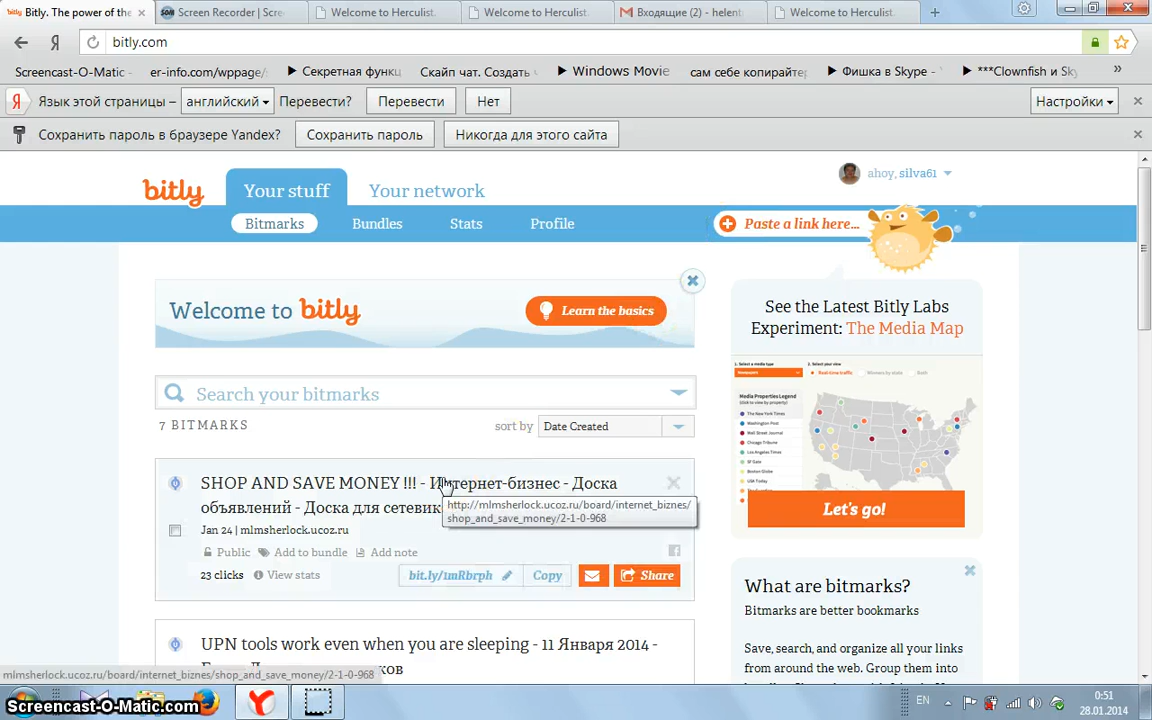 Bitly. The power of the
Screen Recorder | Scre
Welcome to Herculist
Welcome to Herculist
Входящие (2) - helent
Welcome to Herculist.
bitly.com
Screencast-O-Matic -
er-info.com/wppage/
Секретная функц
Скайп чат. Создать
Windows Movie
сам себе копирайтер
Фишка в Skype -
***Clownfish и Sky
Язык этой страницы – английский Перевести? Перевести Нет Настройки
Сохранить пароль в браузере Yandex? Сохранить пароль Никогда для этого сайта
bitly
Your stuff
Your network
ahoy, silva61
Bitmarks
Bundles
Stats
Profile
Paste a link here...
Welcome to bitly
Learn the basics
See the Latest Bitly Labs
Experiment: The Media Map
Search your bitmarks
7 BITMARKS
sort by Date Created
Let's go!
SHOP AND SAVE MONEY !!! - Интернет-бизнес - Доска
объявлений - Доска для сетевик
http://mlmsherlock.ucoz.ru/board/internet_biznes/
shop_and_save_money/2-1-0-968
Jan 24 | mlmsherlock.ucoz.ru
Public Add to bundle Add note
23 clicks View stats
bit.ly/1mRbrph Copy Share
What are bitmarks?
Bitmarks are better bookmarks
Save, search, and organize all your links
from around the web. Group them into
UPN tools work even when you are sleeping - 11 Января 2014 -
ков
mlmsherlock.ucoz.ru/board/internet_biznes/shop_and_save_money/2-1-0-968
Screencast-O-Matic.com
EN
0:51
28.01.2014